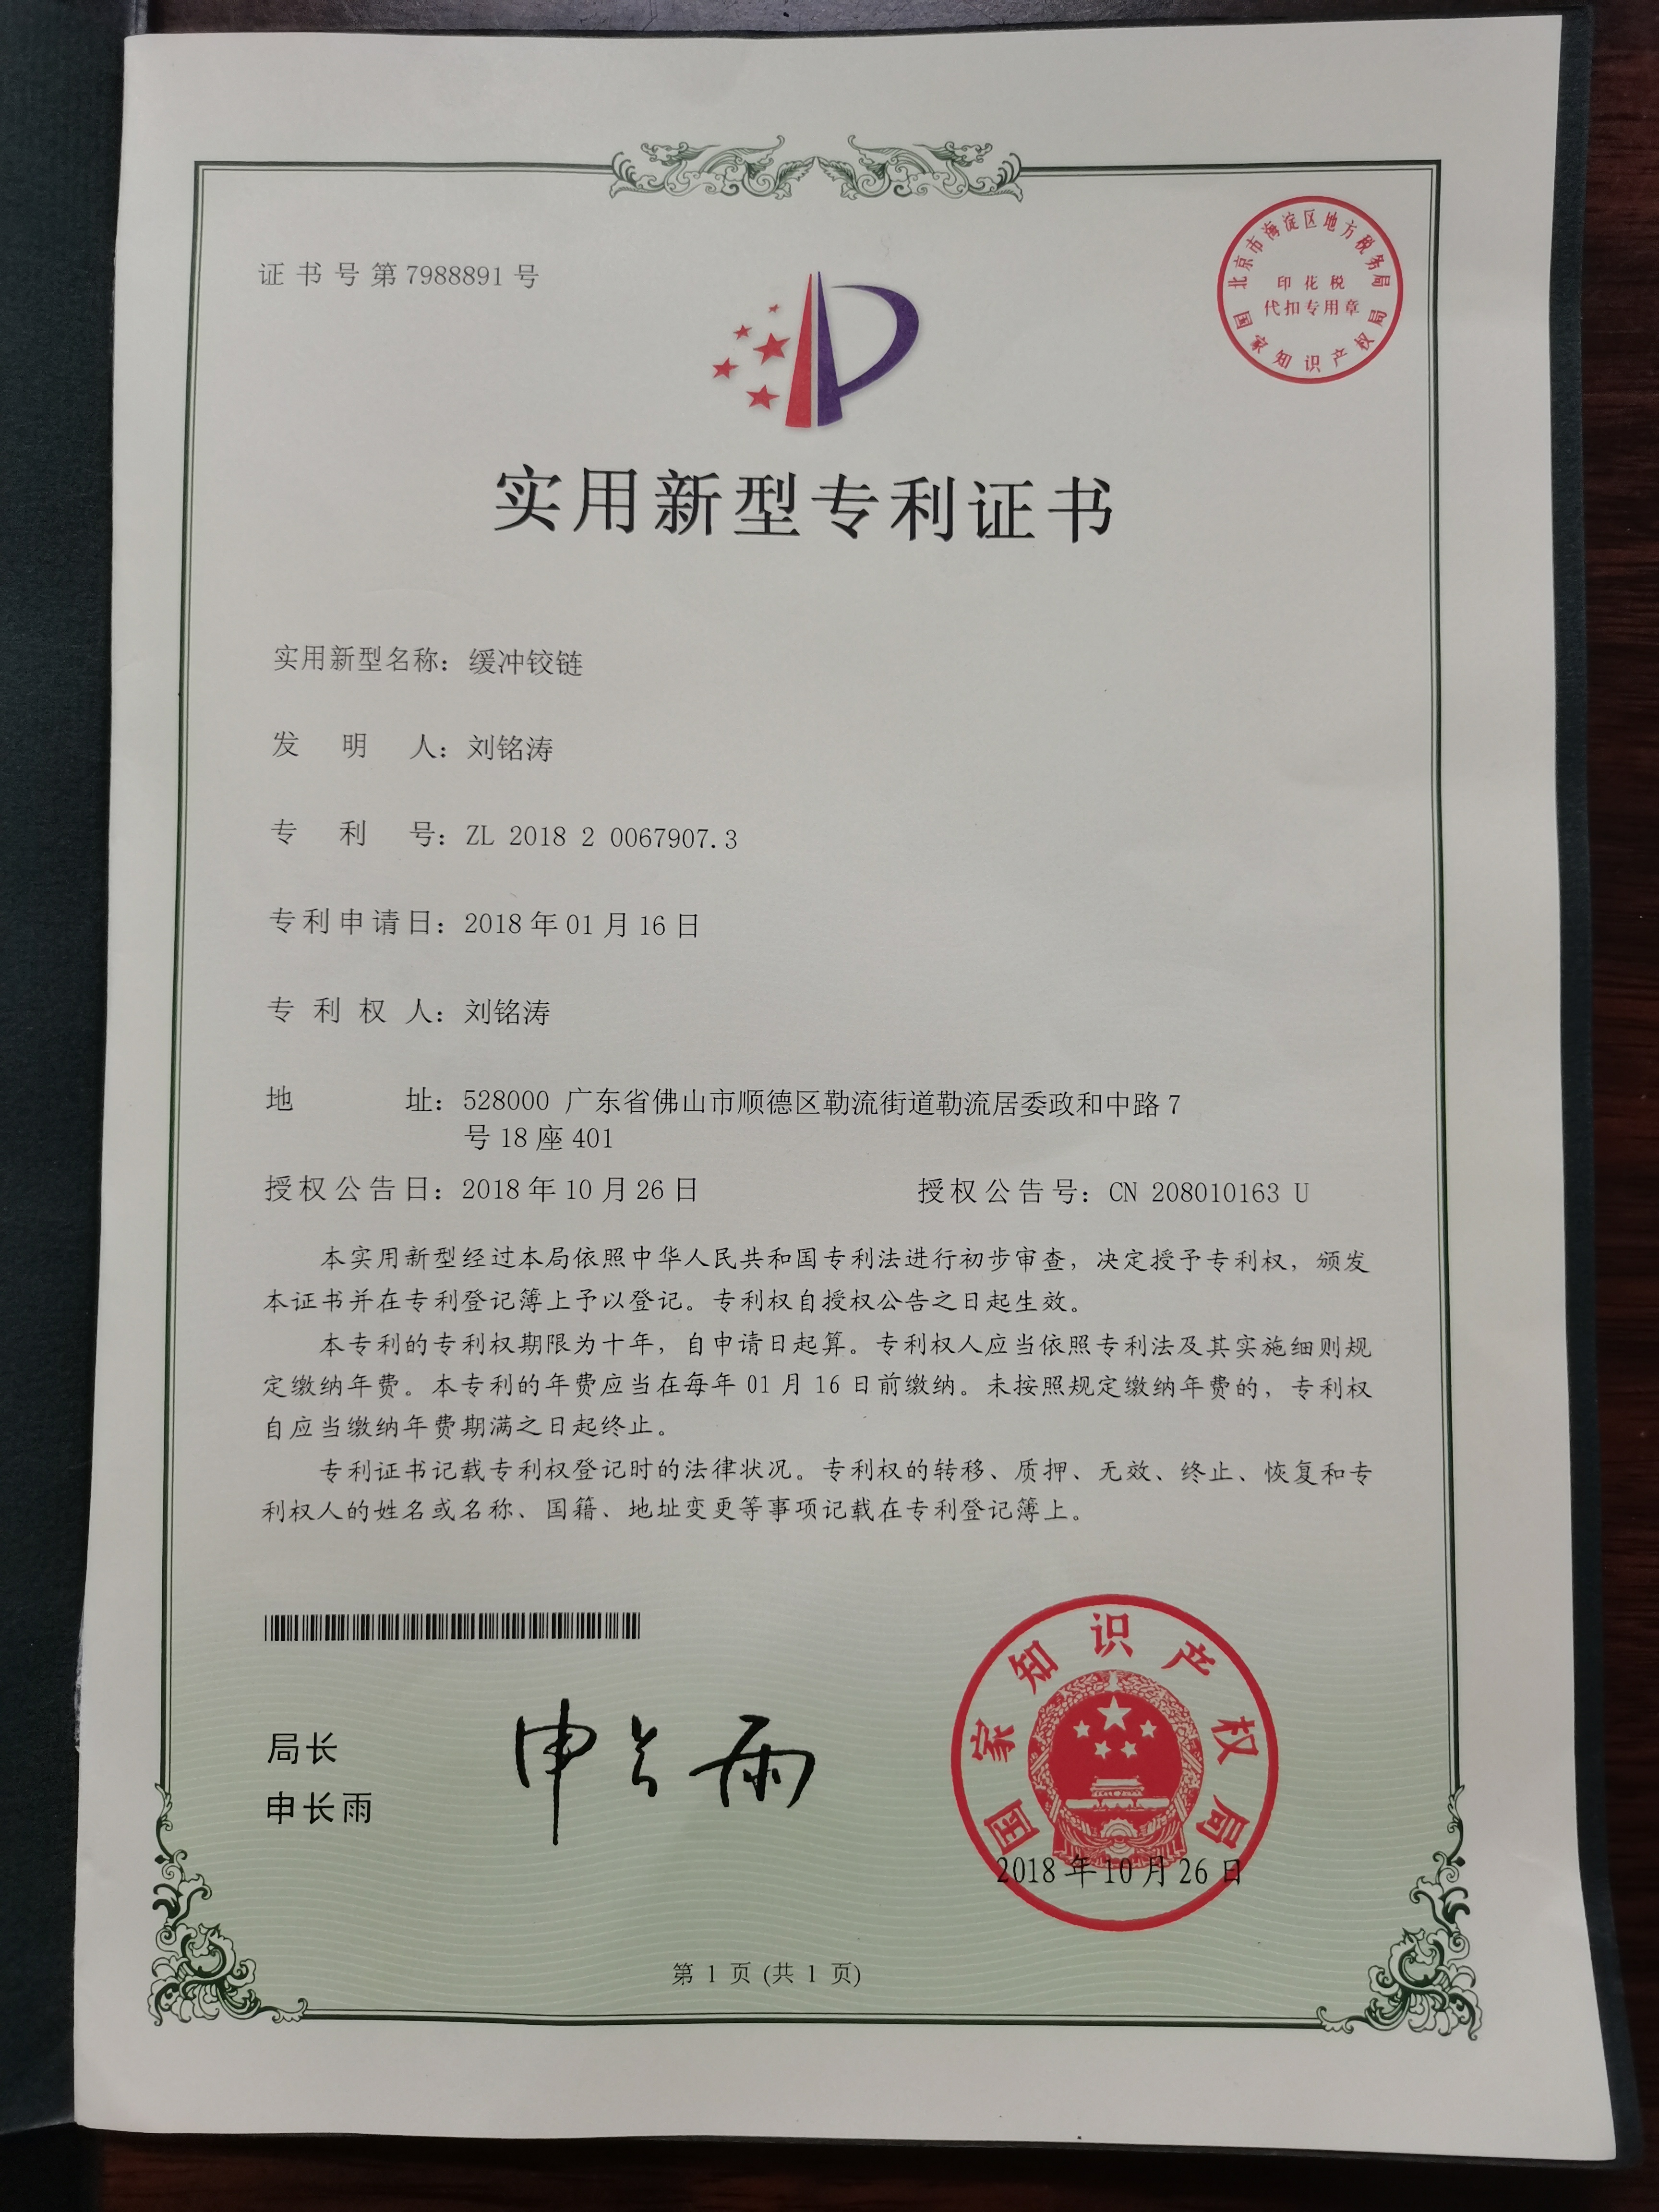 证书号第7988891号
北京市海淀区地方税务局
印花税
代扣专用章
国家知识产权局
实用新型专利证书
实用新型名称：缓冲铰链
发明人：刘铭涛
专利号：ZL 2018 2 0067907.3
专利申请日：2018年01月16日
专利权人：刘铭涛
地址：528000 广东省佛山市顺德区勒流街道勒流居委政和中路7
号18座401
授权公告日：2018年10月26日 授权公告号：CN 208010163 U
本实用新型经过本局依照中华人民共和国专利法进行初步审查，决定授予专利权，颁发
本证书并在专利登记簿上予以登记。专利权自授权公告之日起生效。
本专利的专利权期限为十年，自申请日起算。专利权人应当依照专利法及其实施细则规
定缴纳年费。本专利的年费应当在每年01月16日前缴纳。未按照规定缴纳年费的，专利权
自应当缴纳年费期满之日起终止。
专利证书记载专利权登记时的法律状况。专利权的转移、质押、无效、终止、恢复和专
利权人的姓名或名称、国籍、地址变更等事项记载在专利登记簿上。
局长
申长雨
申长雨
国家知识产权局
2018年10月26日
第 1 页 (共 1 页)